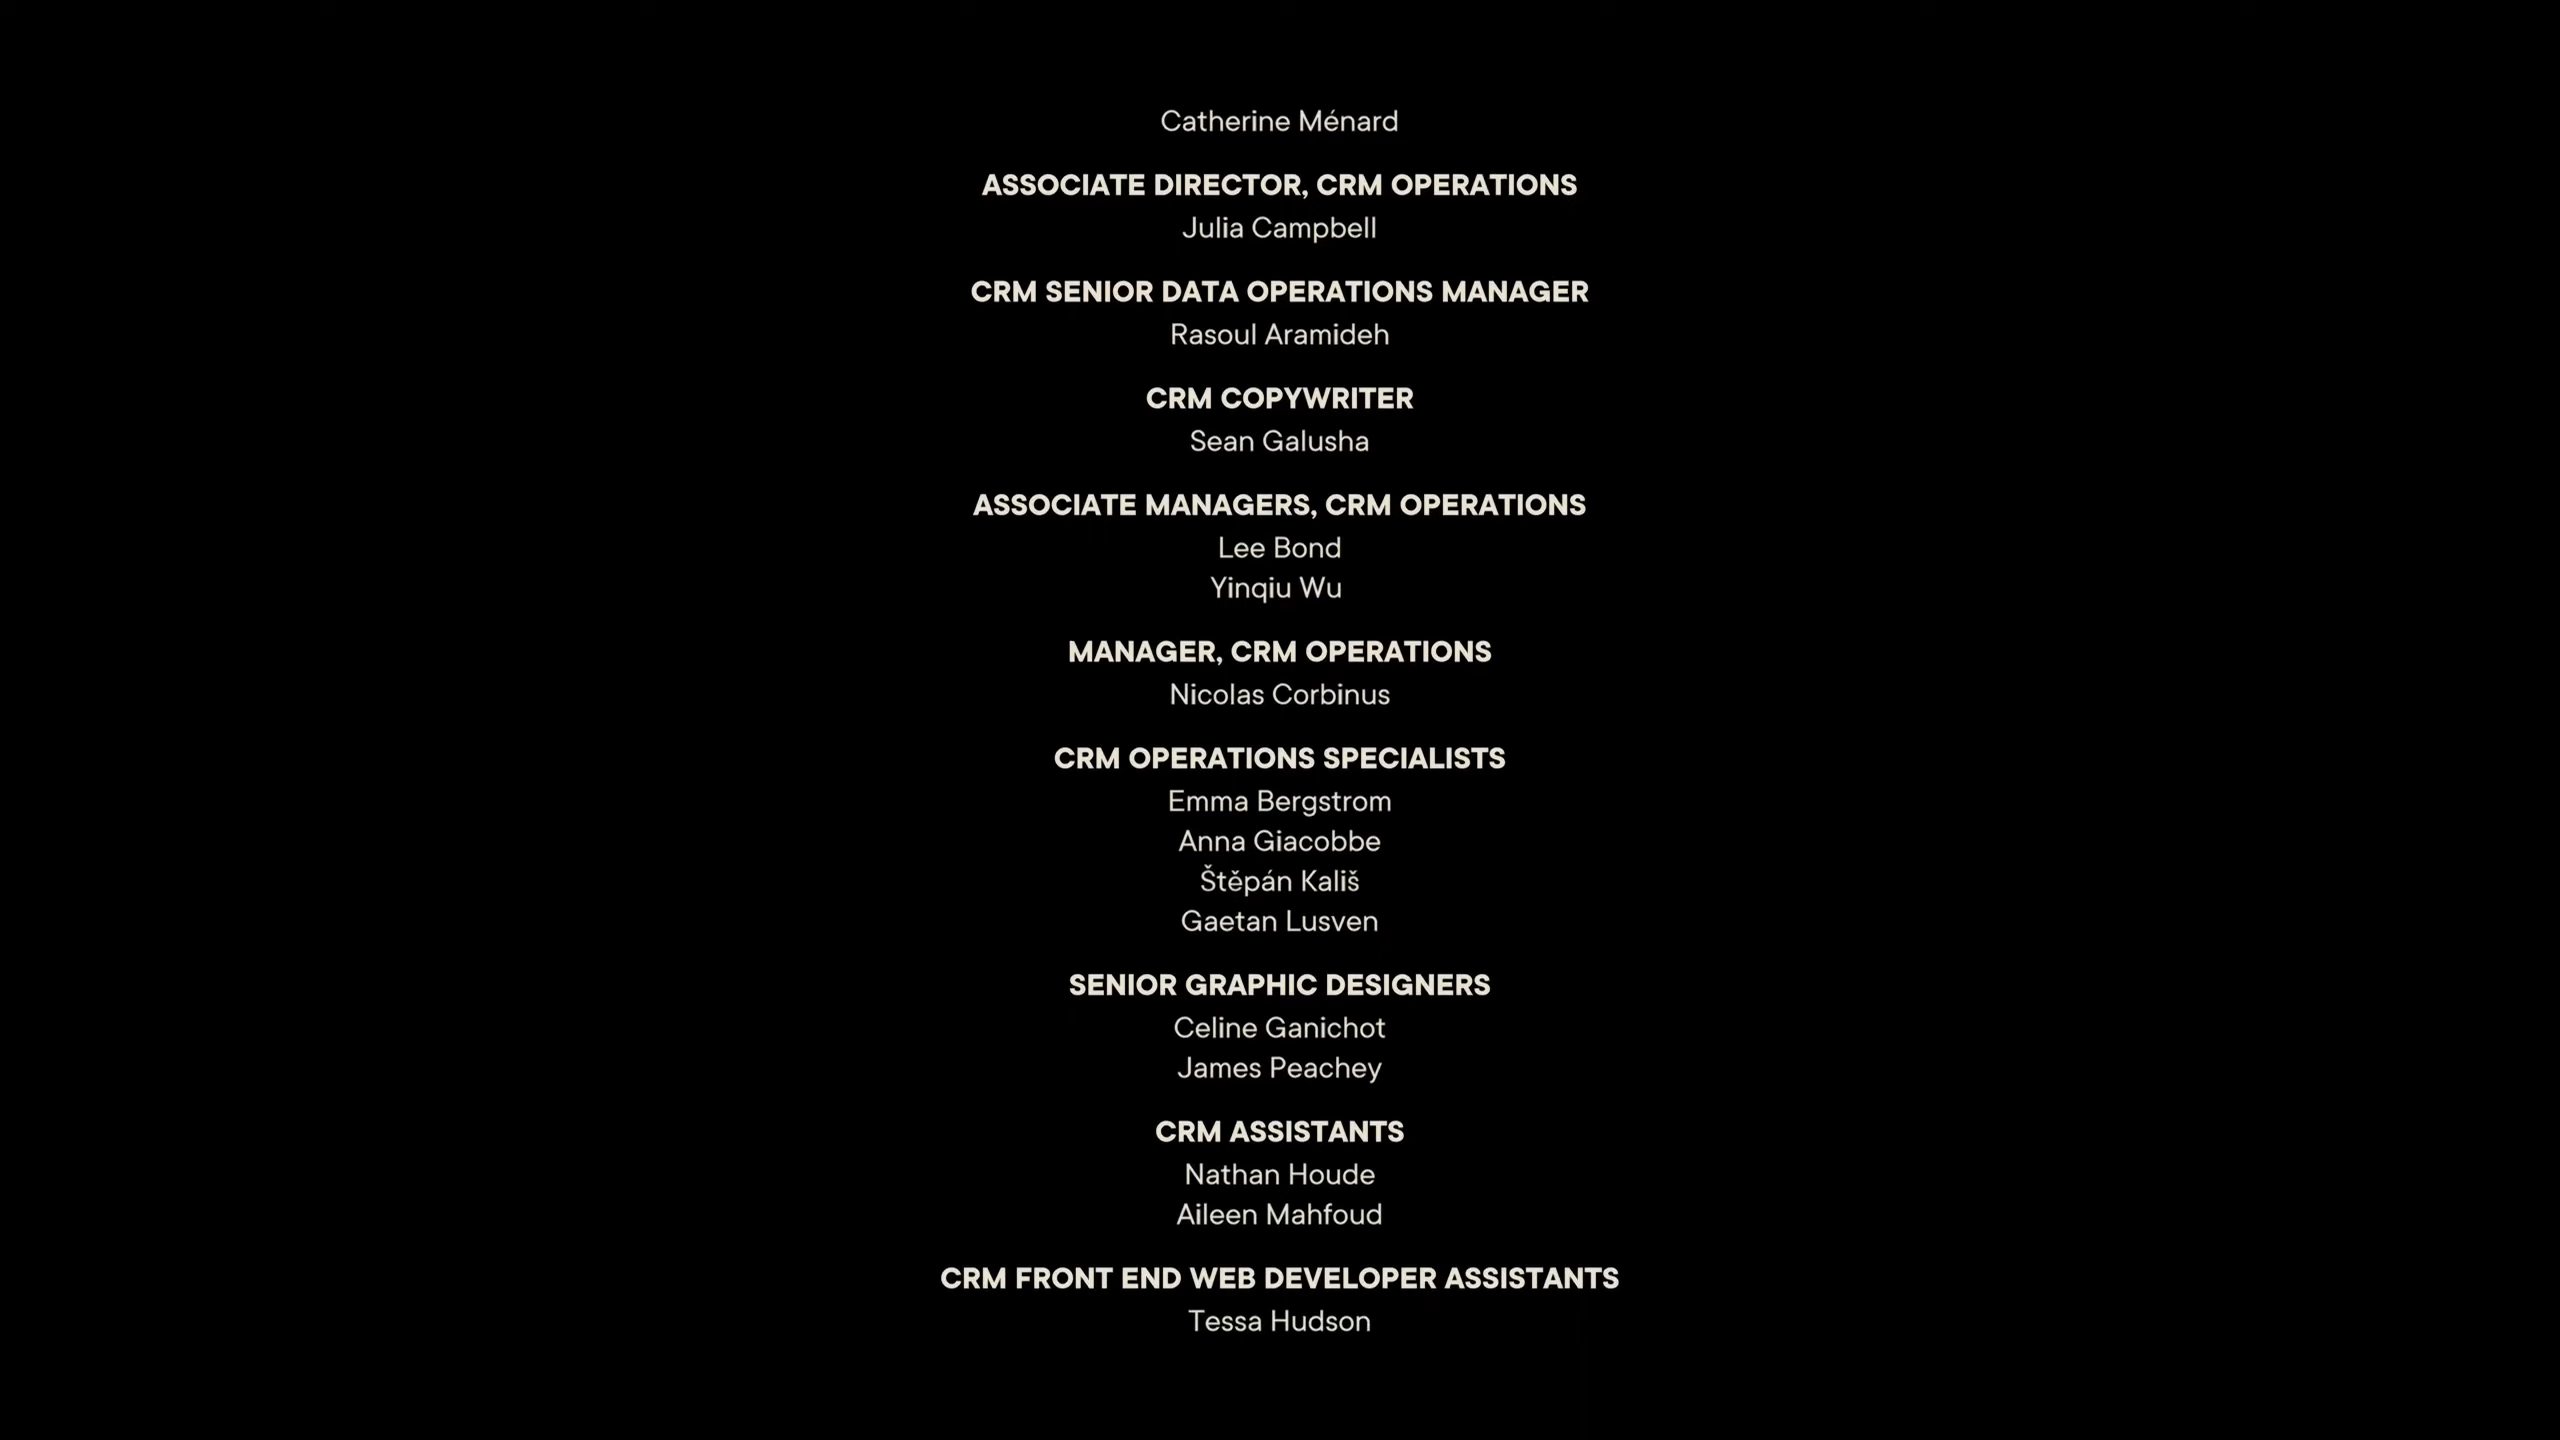 Catherine Ménard
ASSOCIATE DIRECTOR, CRM OPERATIONS
Julia Campbell
CRM SENIOR DATA OPERATIONS MANAGER
Rasoul Aramideh
CRM COPYWRITER
Sean Galusha
ASSOCIATE MANAGERS, CRM OPERATIONS
Lee Bond
Yinqiu Wu
MANAGER, CRM OPERATIONS
Nicolas Corbinus
CRM OPERATIONS SPECIALISTS
Emma Bergstrom
Anna Giacobbe
Štěpán Kališ
Gaetan Lusven
SENIOR GRAPHIC DESIGNERS
Celine Ganichot
James Peachey
CRM ASSISTANTS
Nathan Houde
Aileen Mahfoud
CRM FRONT END WEB DEVELOPER ASSISTANTS
Tessa Hudson